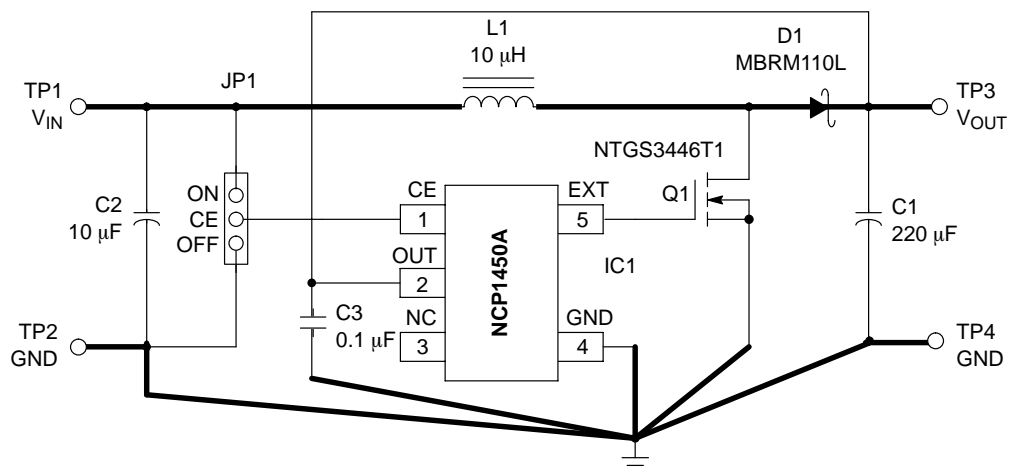 L1
10 μH
D1
MBRM110L
TP1
VIN
JP1
TP3
VOUT
NTGS3446T1
ON
CE
OFF
C2
10 μF
CE
1
EXT
5
Q1
C1
220 μF
OUT
2
IC1
NCP1450A
C3
0.1 μF
NC
3
GND
4
TP2
GND
TP4
GND